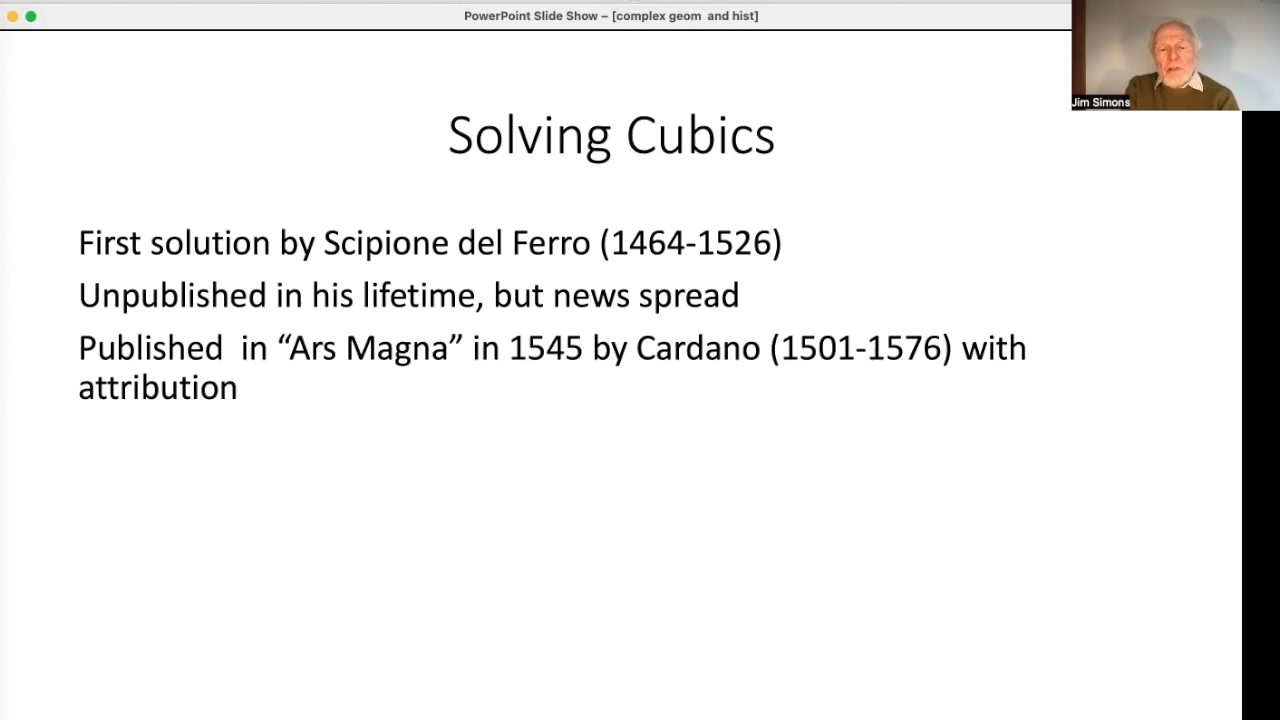 PowerPoint Slide Show – [complex geom  and hist]
Jim Simons
Solving Cubics
First solution by Scipione del Ferro (1464-1526)
Unpublished in his lifetime, but news spread
Published  in “Ars Magna” in 1545 by Cardano (1501-1576) with
attribution